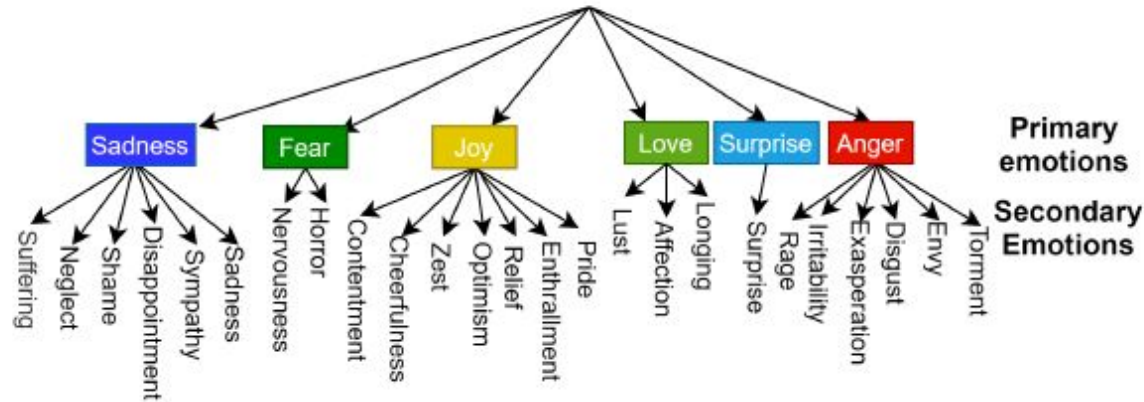 Sadness
Fear
Joy
Love
Surprise
Anger
Primary
emotions
Suffering
Neglect
Shame
Disappointment
Sympathy
Sadness
Nervousness
Horror
Contentment
Cheerfulness
Zest
Optimism
Relief
Enthrallment
Pride
Lust
Affection
Longing
Surprise
Rage
Irritability
Exasperation
Disgust
Envy
Torment
Secondary
Emotions